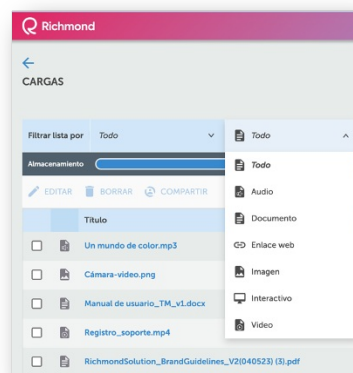 Richmond
CARGAS
Filtrar lista por Todo Todo
Almacenamiento Todo
EDITAR BORRAR COMPARTIR Audio
Título Documento
Un mundo de color.mp3 Enlace web
Cámara-video.png Imagen
Manual de usuario_TM_v1.docx Interactivo
Registro_soporte.mp4 Video
RichmondSolution_BrandGuidelines_V2(040523) (3).pdf